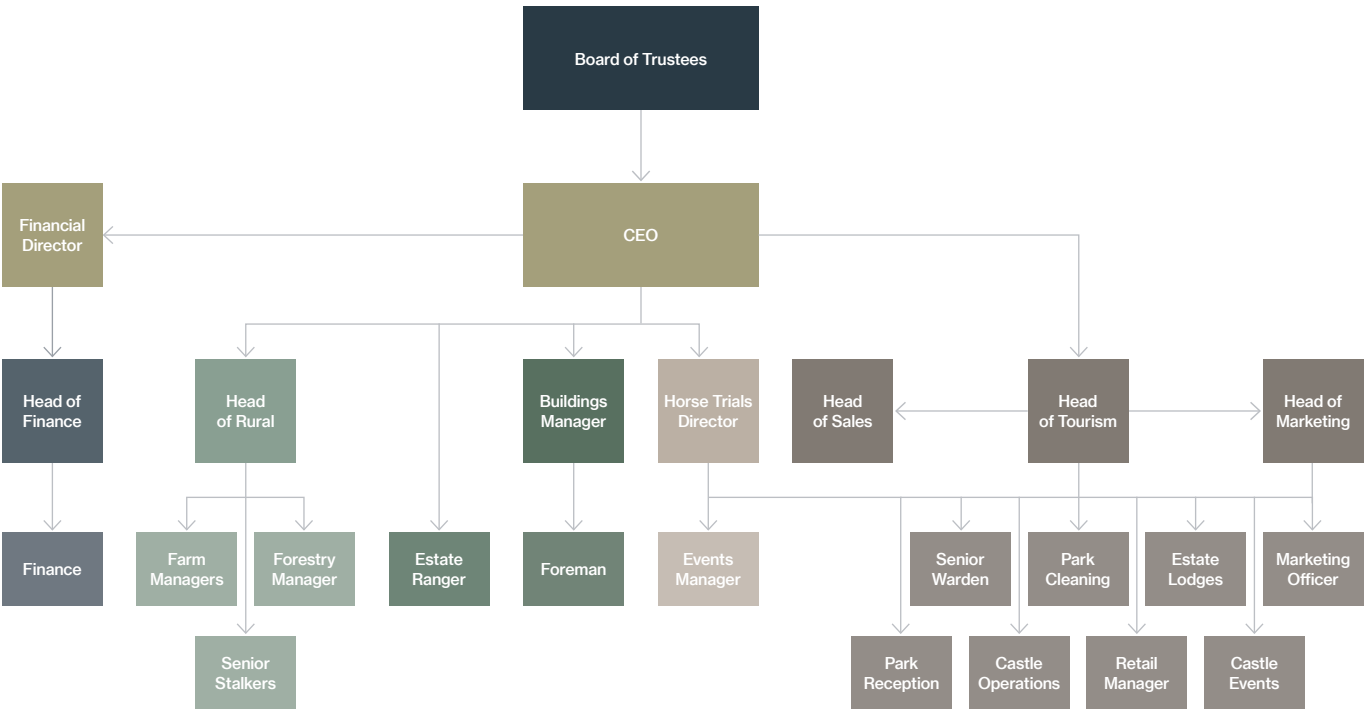 Board of Trustees
Financial
Director
CEO
Head of
Finance
Head
of Rural
Buildings
Manager
Horse Trials
Director
Head
of Sales
Head
of Tourism
Head of
Marketing
Finance
Farm
Managers
Forestry
Manager
Estate
Ranger
Foreman
Events
Manager
Senior
Warden
Park
Cleaning
Estate
Lodges
Marketing
Officer
Senior
Stalkers
Park
Reception
Castle
Operations
Retail
Manager
Castle
Events